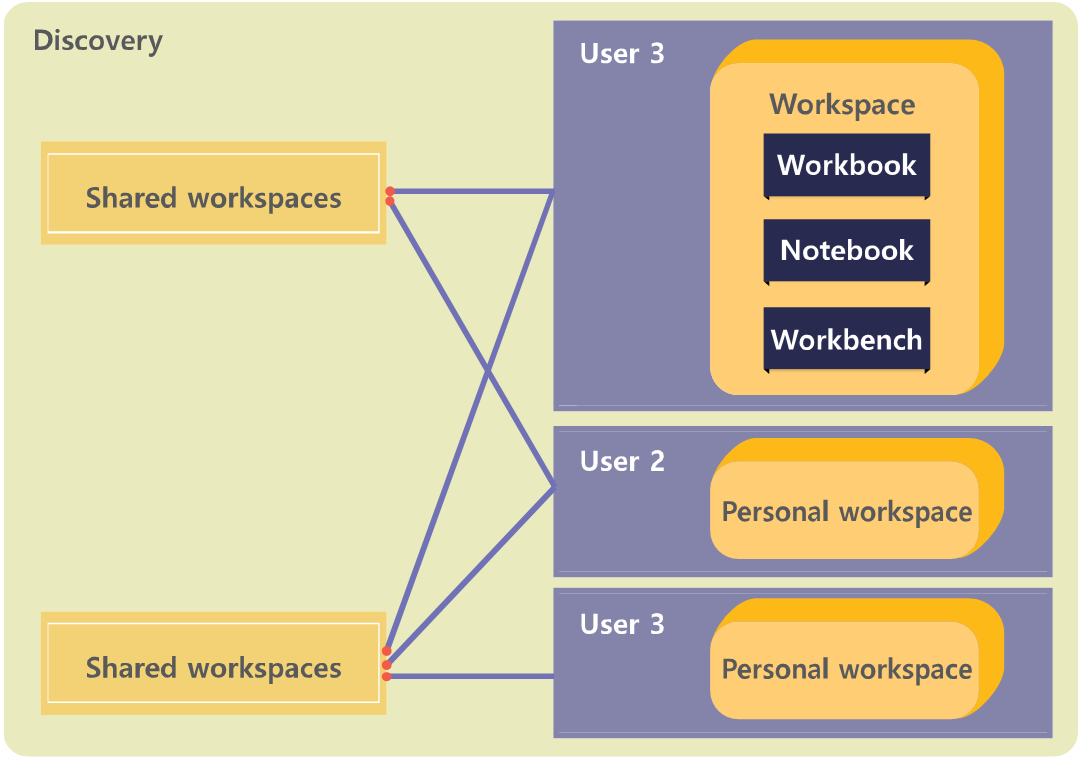 Discovery
Shared workspaces
Shared workspaces
User 3
Workspace
Workbook
Notebook
Workbench
User 2
Personal workspace
User 3
Personal workspace